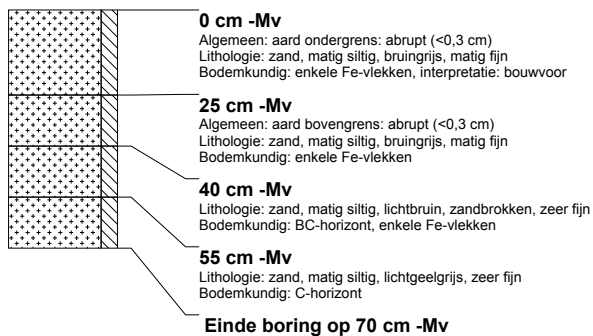 0 cm -Mv
Algemeen: aard ondergrens: abrupt (<0,3 cm)
Lithologie: zand, matig siltig, bruingrijs, matig fijn
Bodemkundig: enkele Fe-vlekken, interpretatie: bouwvoor
25 cm -Mv
Algemeen: aard bovengrens: abrupt (<0,3 cm)
Lithologie: zand, matig siltig, bruingrijs, matig fijn
Bodemkundig: enkele Fe-vlekken
40 cm -Mv
Lithologie: zand, matig siltig, lichtbruin, zandbrokken, zeer fijn
Bodemkundig: BC-horizont, enkele Fe-vlekken
55 cm -Mv
Lithologie: zand, matig siltig, lichtgeelgrijs, zeer fijn
Bodemkundig: C-horizont
Einde boring op 70 cm -Mv